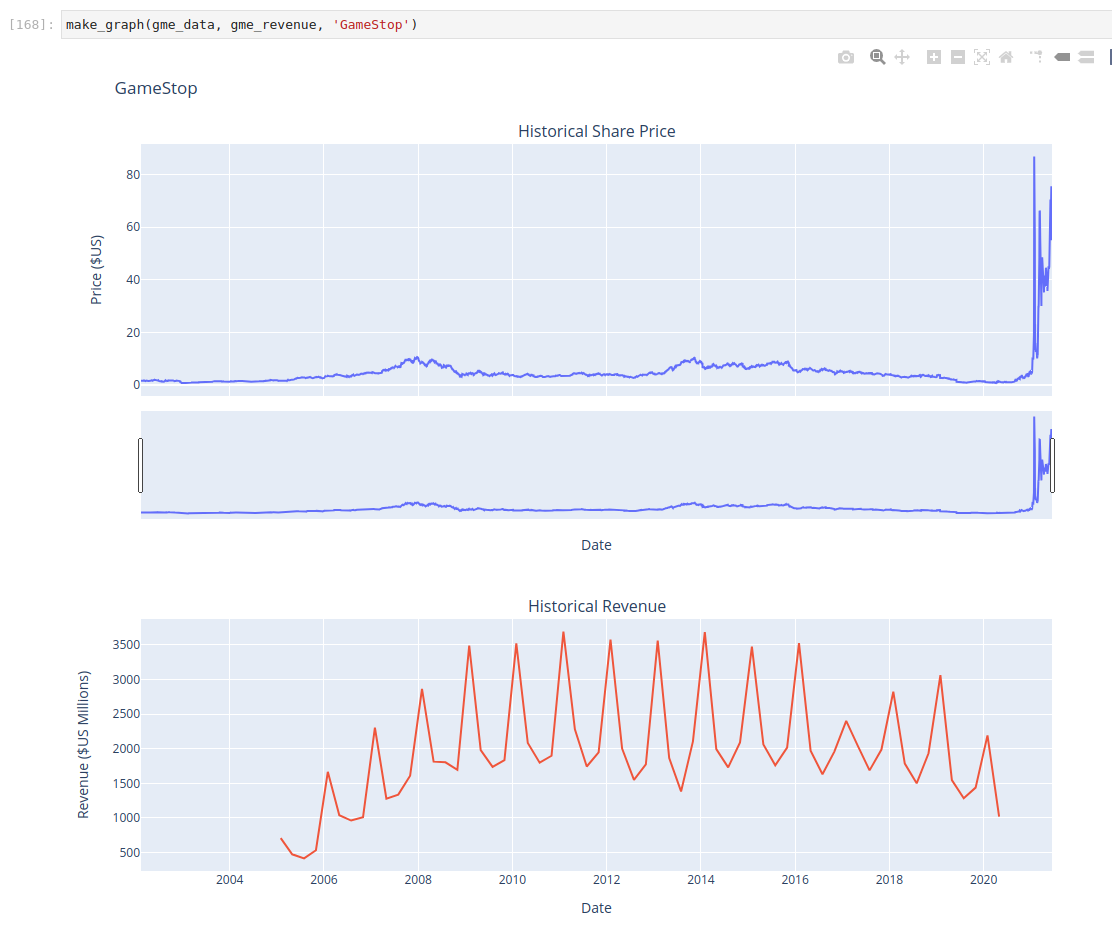 [168]: make_graph(gme_data, gme_revenue, 'GameStop')
GameStop
Historical Share Price
Price ($US)
80
60
40
20
0
Date
Historical Revenue
Revenue ($US Millions)
3500
3000
2500
2000
1500
1000
500
2004 2006 2008 2010 2012 2014 2016 2018 2020
Date